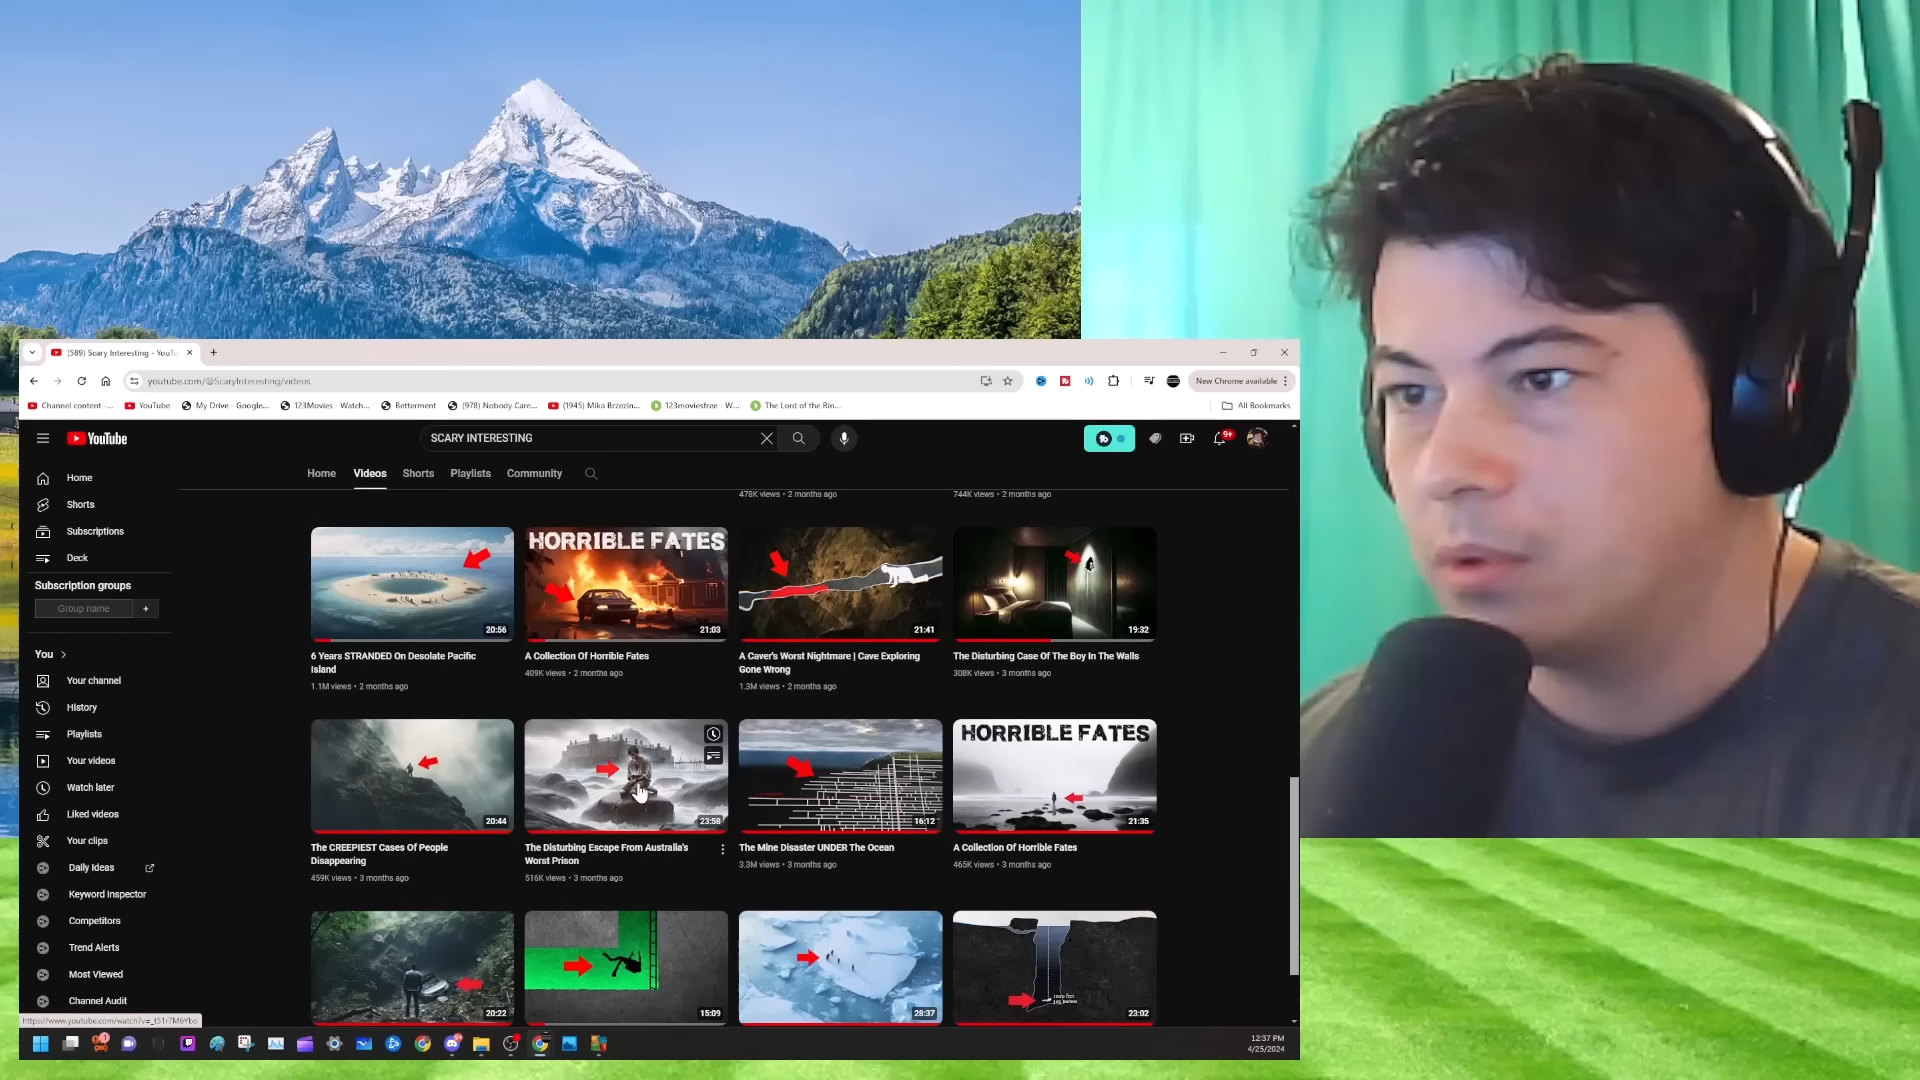 (589) Scary Interesting - YouTu
youtube.com/@ScaryInteresting/videos
New Chrome available
Channel content -...
YouTube
My Drive - Google...
123Movies - Watch...
Betterment
(978) Nobody Care...
(1945) Mika Brzezin...
123moviesfree - W...
The Lord of the Rin...
All Bookmarks
YouTube
SCARY INTERESTING
9+
Home
Videos
Shorts
Playlists
Community
Home
Shorts
Subscriptions
Deck
Subscription groups
Group name
+
You
Your channel
History
Playlists
Your videos
Watch later
Liked videos
Your clips
Daily Ideas
Keyword Inspector
Competitors
Trend Alerts
Most Viewed
Channel Audit
478K views • 2 months ago
744K views • 2 months ago
20:56
HORRIBLE FATES
21:03
21:41
19:32
6 Years STRANDED On Desolate Pacific
Island
1.1M views • 2 months ago
A Collection Of Horrible Fates
409K views • 2 months ago
A Caver's Worst Nightmare | Cave Exploring
Gone Wrong
1.3M views • 2 months ago
The Disturbing Case Of The Boy In The Walls
308K views • 3 months ago
20:44
23:58
16:12
HORRIBLE FATES
21:35
The CREEPIEST Cases Of People
Disappearing
459K views • 3 months ago
The Disturbing Escape From Australia's
Worst Prison
516K views • 3 months ago
The Mine Disaster UNDER The Ocean
3.3M views • 3 months ago
A Collection Of Horrible Fates
465K views • 3 months ago
20:22
15:09
28:37
23:02
12:37 PM
4/25/2024